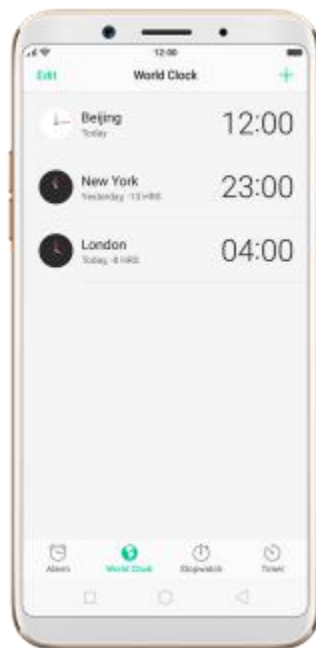 12:00
Edit World Clock +
Beijing 12:00
Today
New York 23:00
Yesterday, -13 HRS
London 04:00
Today, -8 HRS
Alarm World Clock Stopwatch Timer